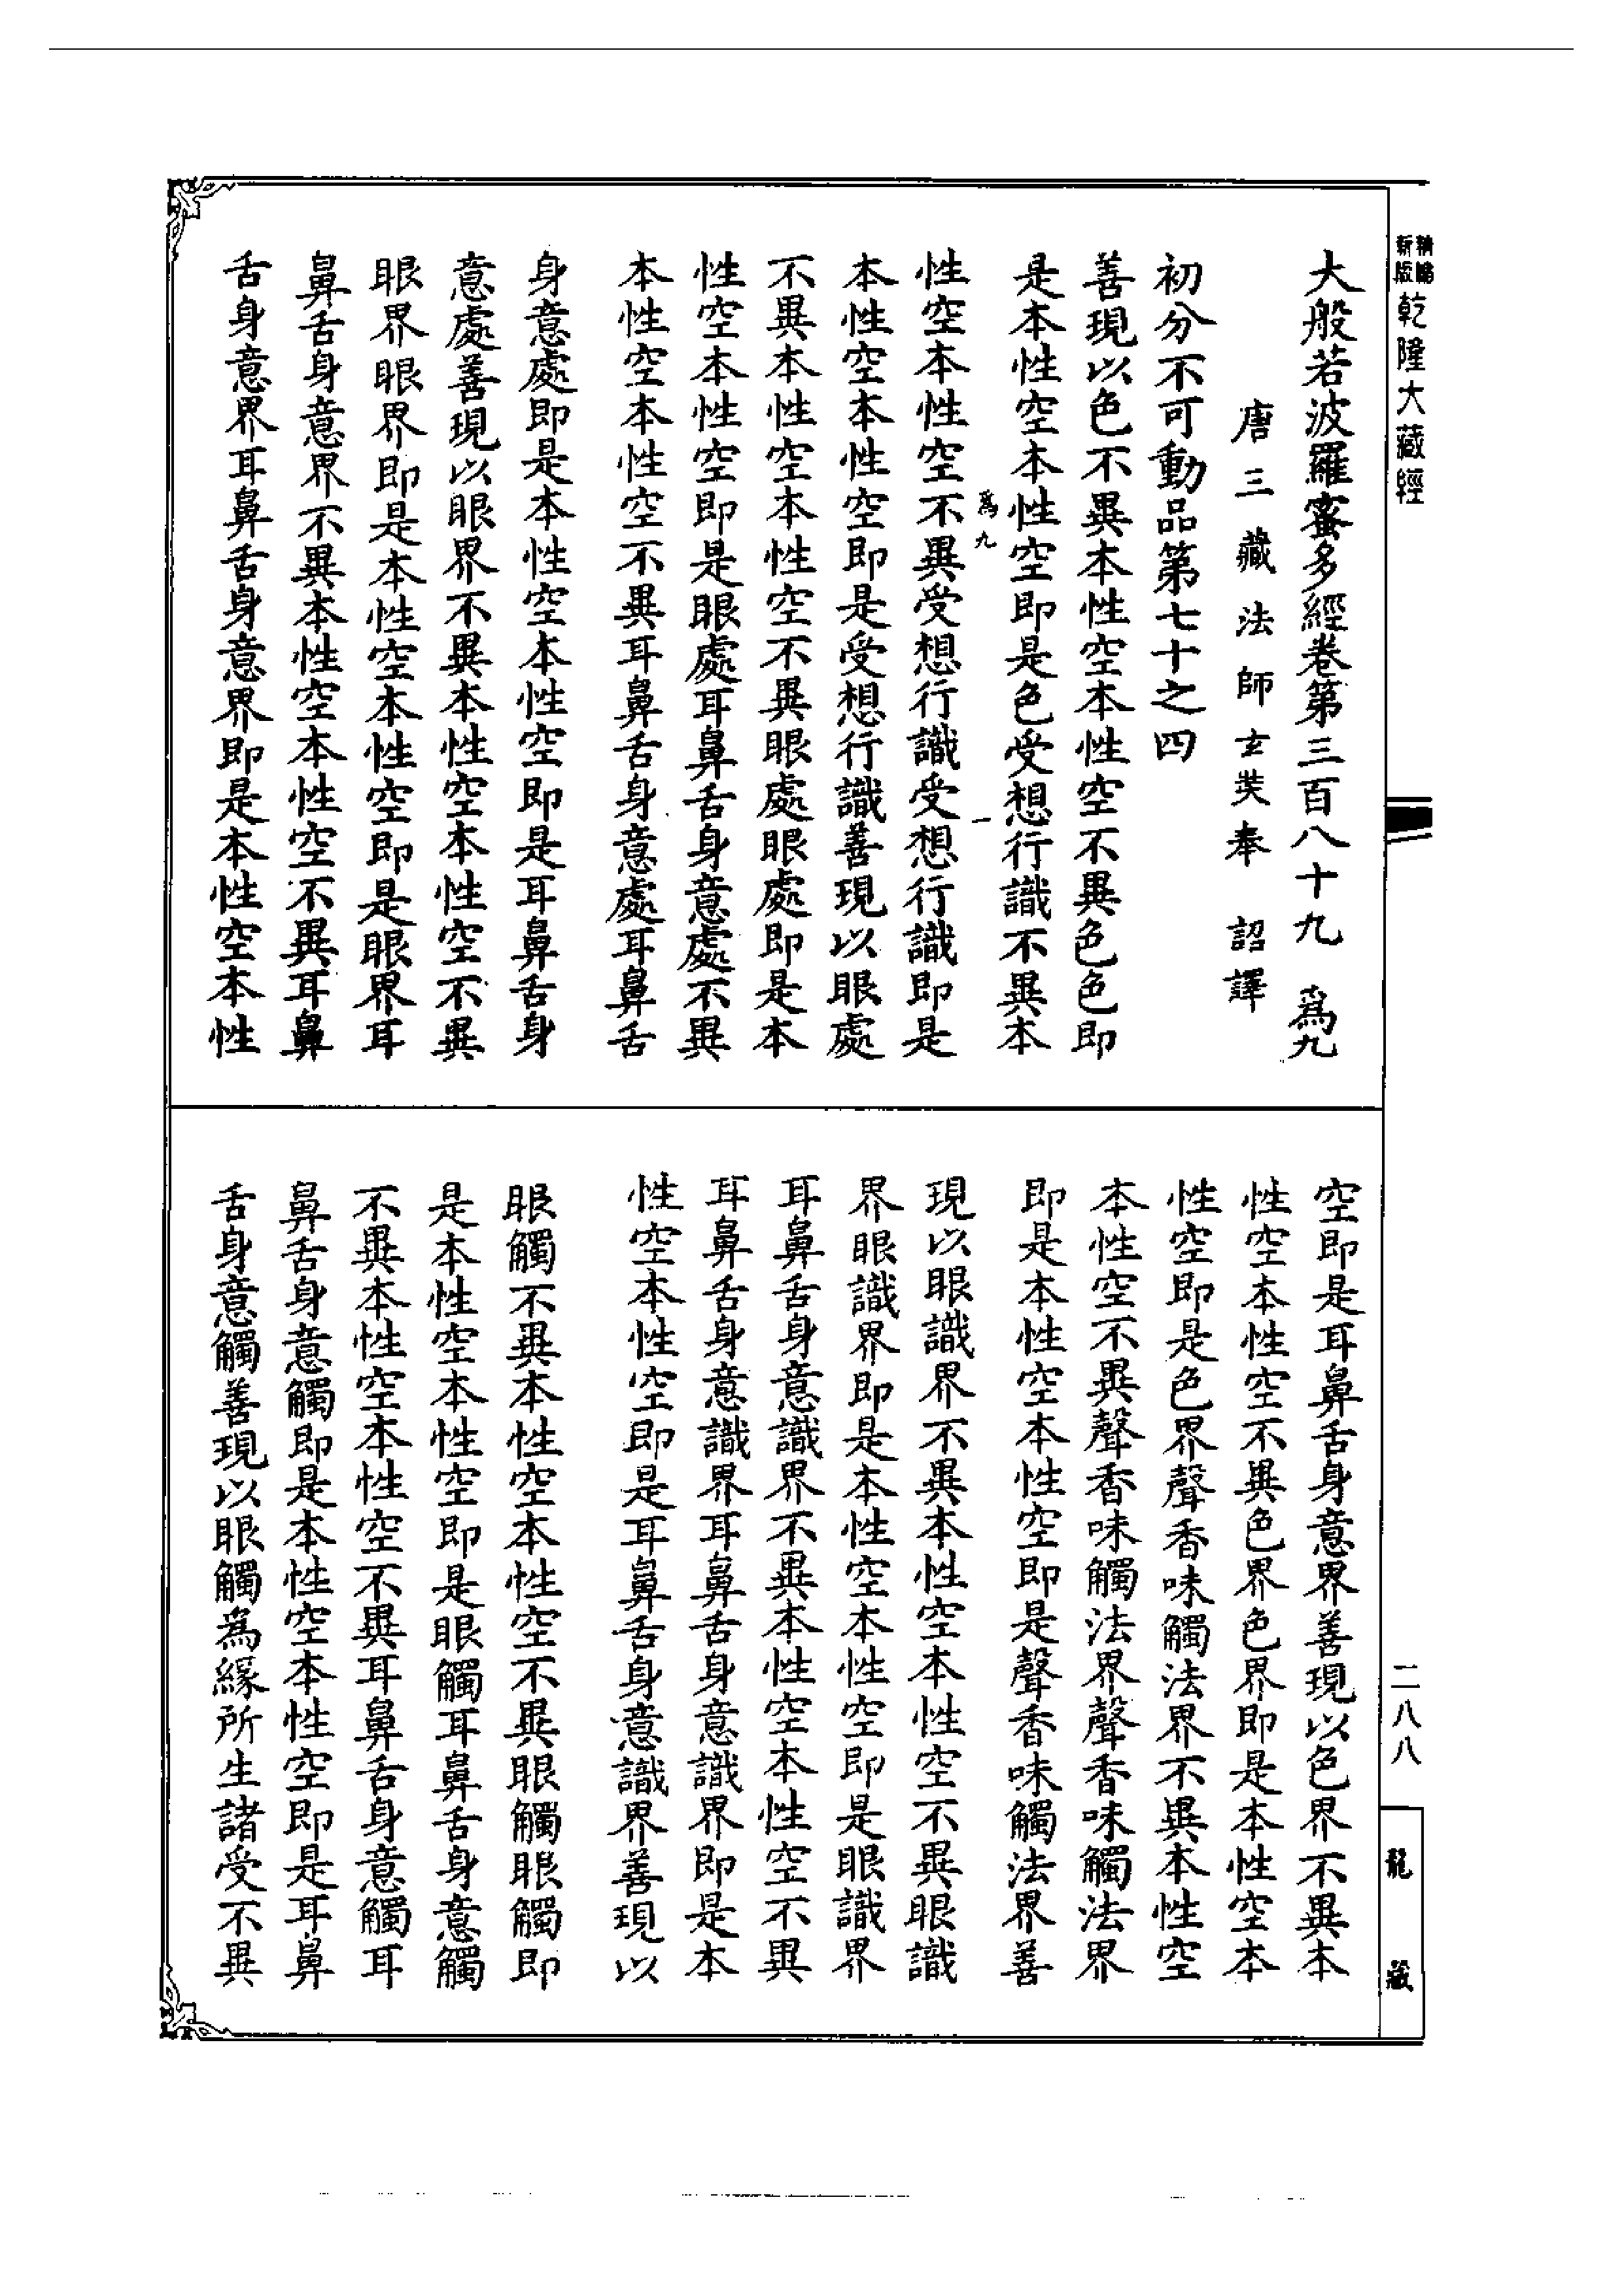 精縮新版乾隆大藏經
大般若波羅蜜多經卷第三百八十九 爲九
唐三藏法師玄奘奉 詔譯
初分不可動品第七十之四
善現以色不異本性空本性空不異色色即
是本性空本性空即是色受想行識不異本
爲九 一
性空本性空不異受想行識受想行識即是
本性空本性空即是受想行識善現以眼處
不異本性空本性空不異眼處眼處即是本
性空本性空即是眼處耳鼻舌身意處不異
本性空本性空不異耳鼻舌身意處耳鼻舌
身意處即是本性空本性空即是耳鼻舌身
意處善現以眼界不異本性空本性空不異
眼界眼界即是本性空本性空即是眼界耳
鼻舌身意界不異本性空本性空不異耳鼻
舌身意界耳鼻舌身意界即是本性空本性
空即是耳鼻舌身意界善現以色界不異本
性空本性空不異色界色界即是本性空本
性空即是色界聲香味觸法界不異本性空
本性空不異聲香味觸法界聲香味觸法界
即是本性空本性空即是聲香味觸法界善
現以眼識界不異本性空本性空不異眼識
界眼識界即是本性空本性空即是眼識界
耳鼻舌身意識界不異本性空本性空不異
耳鼻舌身意識界耳鼻舌身意識界即是本
性空本性空即是耳鼻舌身意識界善現以
眼觸不異本性空本性空不異眼觸眼觸即
是本性空本性空即是眼觸耳鼻舌身意觸
不異本性空本性空不異耳鼻舌身意觸耳
鼻舌身意觸即是本性空本性空即是耳鼻
舌身意觸善現以眼觸為緣所生諸受不異
二八八
龍藏